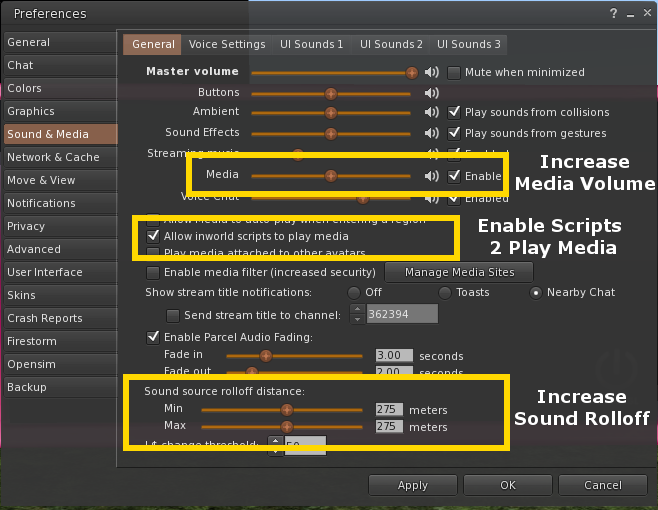 Preferences
? _ ×
General
Chat
Colors
Graphics
Sound & Media
Network & Cache
Move & View
Notifications
Privacy
Advanced
User Interface
Skins
Crash Reports
Firestorm
Opensim
Backup
General Voice Settings UI Sounds 1 UI Sounds 2 UI Sounds 3
Master volume Mute when minimized
Buttons
Ambient Play sounds from collisions
Sound Effects Play sounds from gestures
Streaming music Enabled
Media Enable
Voice Chat Enabled
Increase
Media Volume
Allow Media to auto-play when entering a region
Allow inworld scripts to play media
Play media attached to other avatars
Enable Scripts
2 Play Media
Enable media filter (increased security) Manage Media Sites
Show stream title notifications: Off Toasts Nearby Chat
Send stream title to channel: 362394
Enable Parcel Audio Fading:
Fade in 3.00 seconds
Fade out 2.00 seconds
Sound source rolloff distance:
Min 275 meters
Max 275 meters
Increase
Sound Rolloff
L$ change threshold: 50
Apply OK Cancel